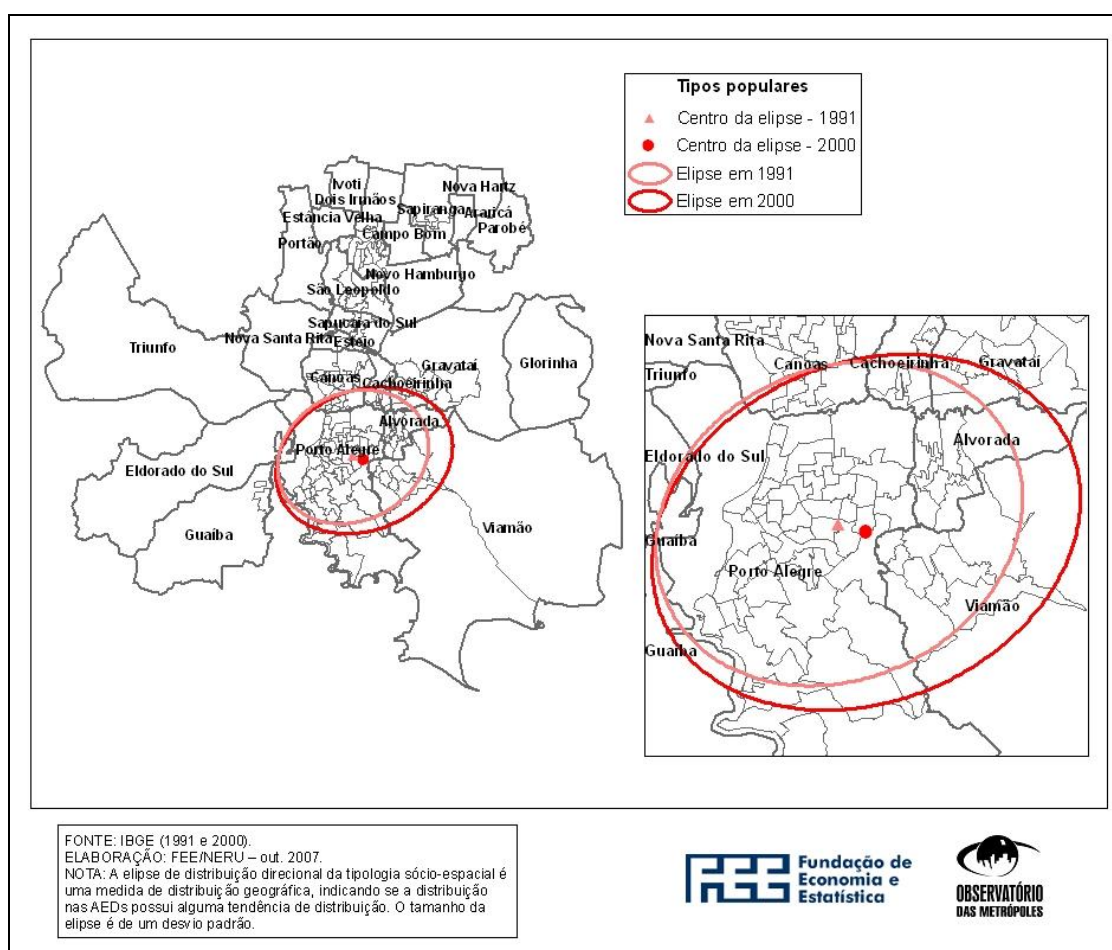 Tipos populares
Centro da elipse - 1991
Centro da elipse - 2000
Elipse em 1991
Elipse em 2000
Ivoti
Dois Irmãos
Nova Hartz
Estância Velha
Sapiranga
Araricá
Portão
Campo Bom
Parobé
Novo Hamburgo
São Leopoldo
Sapucaia do Sul
Nova Santa Rita
Esteio
Triunfo
Gravataí
Glorinha
Canoas
Cachoeirinha
Alvorada
Porto Alegre
Eldorado do Sul
Guaíba
Viamão
Nova Santa Rita
Canoas
Cachoeirinha
Gravataí
Triunfo
Alvorada
Eldorado do Sul
Guaíba
Porto Alegre
Viamão
Guaíba
FONTE: IBGE (1991 e 2000).
ELABORAÇÃO: FEE/NERU – out. 2007.
NOTA: A elipse de distribuição direcional da tipologia sócio-espacial é
uma medida de distribuição geográfica, indicando se a distribuição
nas AEDs possui alguma tendência de distribuição. O tamanho da
elipse é de um desvio padrão.
FEE
Fundação de
Economia e
Estatística
OBSERVATÓRIO
DAS METRÓPOLES